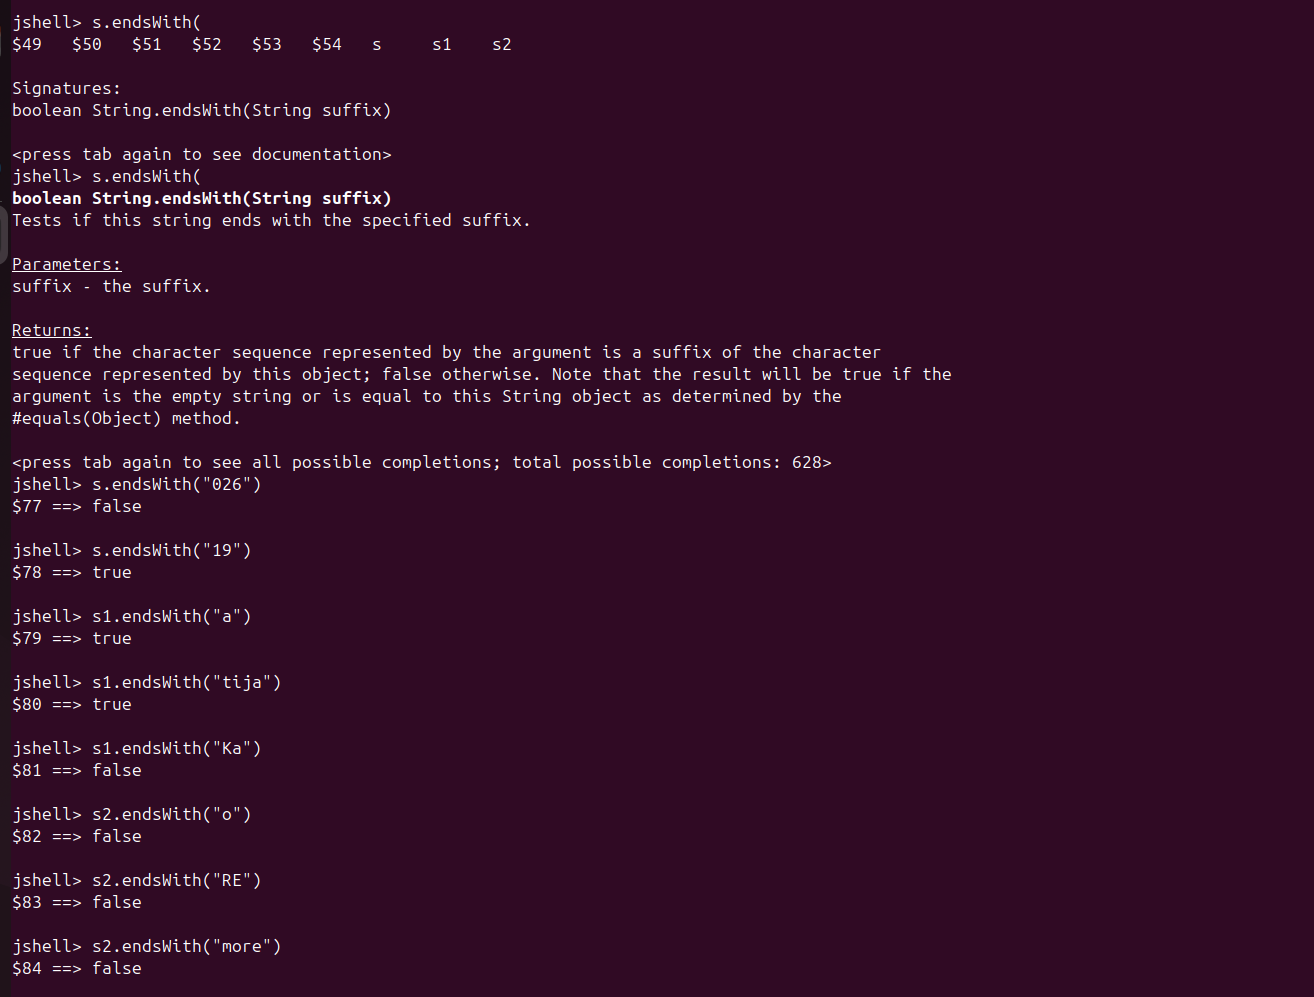 jshell> s.endsWith(
$49   $50   $51   $52   $53   $54   s     s1    s2
Signatures:
boolean String.endsWith(String suffix)
<press tab again to see documentation>
jshell> s.endsWith(
boolean String.endsWith(String suffix)
Tests if this string ends with the specified suffix.
Parameters:
suffix - the suffix.
Returns:
true if the character sequence represented by the argument is a suffix of the character
sequence represented by this object; false otherwise. Note that the result will be true if the
argument is the empty string or is equal to this String object as determined by the
#equals(Object) method.
<press tab again to see all possible completions; total possible completions: 628>
jshell> s.endsWith("026")
$77 ==> false
jshell> s.endsWith("19")
$78 ==> true
jshell> s1.endsWith("a")
$79 ==> true
jshell> s1.endsWith("tija")
$80 ==> true
jshell> s1.endsWith("Ka")
$81 ==> false
jshell> s2.endsWith("o")
$82 ==> false
jshell> s2.endsWith("RE")
$83 ==> false
jshell> s2.endsWith("more")
$84 ==> false